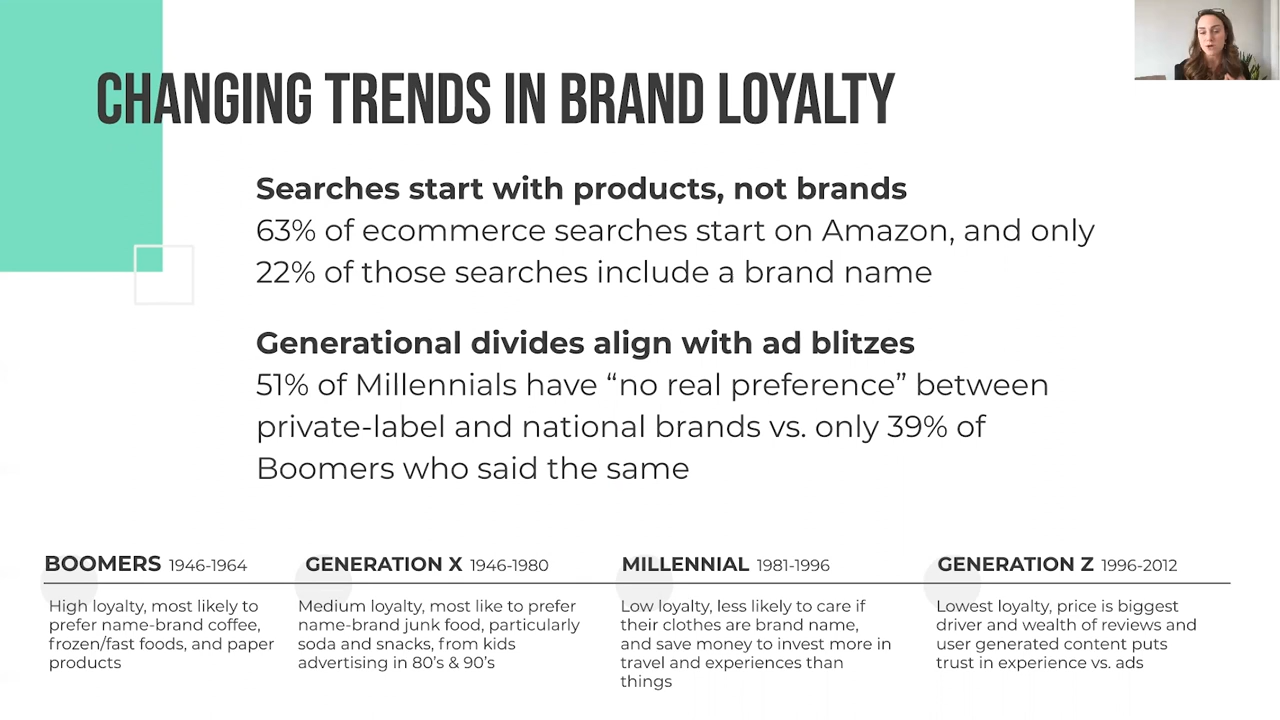 CHANGING TRENDS IN BRAND LOYALTY
Searches start with products, not brands
63% of ecommerce searches start on Amazon, and only
22% of those searches include a brand name
Generational divides align with ad blitzes
51% of Millennials have “no real preference” between
private-label and national brands vs. only 39% of
Boomers who said the same
BOOMERS 1946-1964
High loyalty, most likely to
prefer name-brand coffee,
frozen/fast foods, and paper
products
GENERATION X 1946-1980
Medium loyalty, most like to prefer
name-brand junk food, particularly
soda and snacks, from kids
advertising in 80’s & 90’s
MILLENNIAL 1981-1996
Low loyalty, less likely to care if
their clothes are brand name,
and save money to invest more in
travel and experiences than
things
GENERATION Z 1996-2012
Lowest loyalty, price is biggest
driver and wealth of reviews and
user generated content puts
trust in experience vs. ads